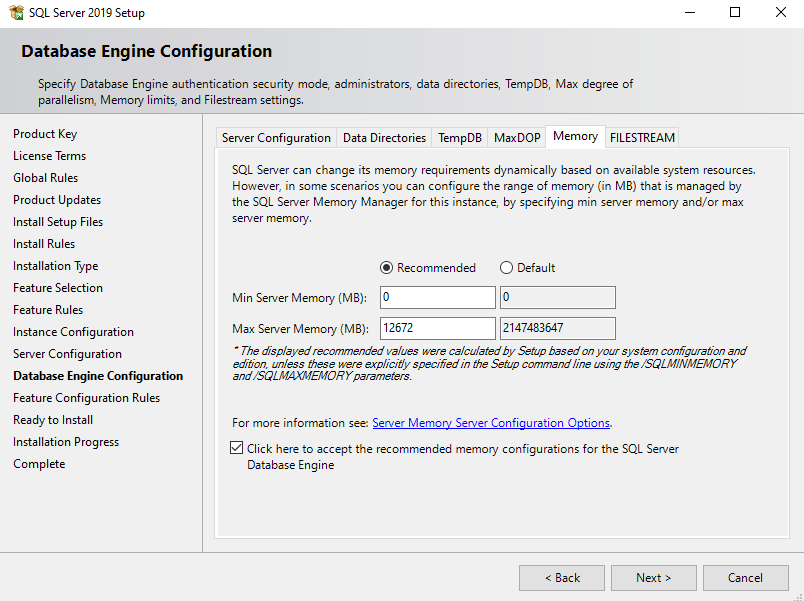 SQL Server 2019 Setup
Database Engine Configuration
Specify Database Engine authentication security mode, administrators, data directories, TempDB, Max degree of
parallelism, Memory limits, and Filestream settings.
Product Key
License Terms
Global Rules
Product Updates
Install Setup Files
Install Rules
Installation Type
Feature Selection
Feature Rules
Instance Configuration
Server Configuration
Database Engine Configuration
Feature Configuration Rules
Ready to Install
Installation Progress
Complete
Server Configuration Data Directories TempDB MaxDOP Memory FILESTREAM
SQL Server can change its memory requirements dynamically based on available system resources.
However, in some scenarios you can configure the range of memory (in MB) that is managed by
the SQL Server Memory Manager for this instance, by specifying min server memory and/or max
server memory.
Recommended Default
Min Server Memory (MB): 0 0
Max Server Memory (MB): 12672 2147483647
* The displayed recommended values were calculated by Setup based on your system configuration and
edition, unless these were explicitly specified in the Setup command line using the /SQLMINMEMORY
and /SQLMAXMEMORY parameters.
For more information see: Server Memory Server Configuration Options.
Click here to accept the recommended memory configurations for the SQL Server
Database Engine
< Back Next > Cancel